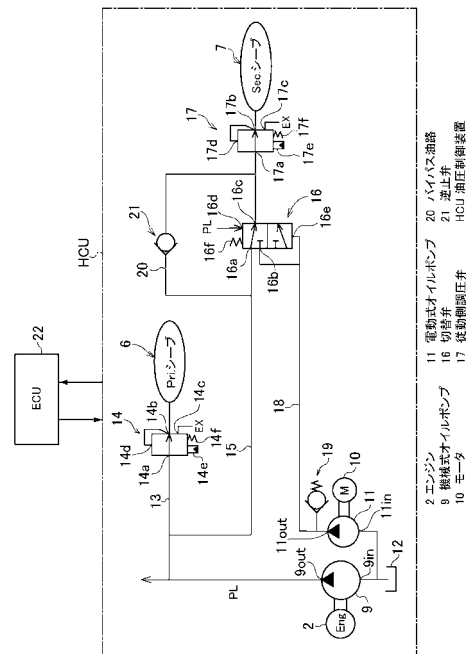 22
ECU
HCU
14
14d
14b
14a
14c
EX
14f
14e
6
Pri.シーブ
13
15
PL
21
20
16f
PL
16d
16a
16c
16
16b
16e
17
17d
17b
17c
EX
17f
17a
17e
7
Sec.シーブ
18
19
10
M
11
11out
11in
9out
9in
12
9
2
Eng
2 エンジン
9 機械式オイルポンプ
10 モータ
11 電動式オイルポンプ
16 切替弁
17 従動側調圧弁
20 バイパス油路
21 逆止弁
HCU 油圧制御装置